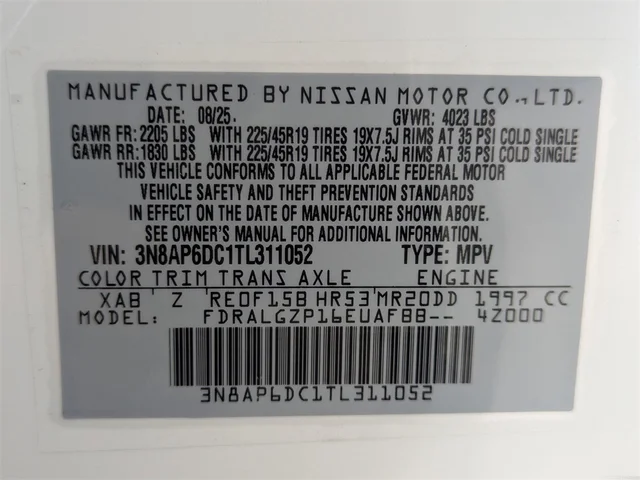 MANUFACTURED BY NISSAN MOTOR CO., LTD.
DATE: 08/25. GVWR: 4023 LBS
GAWR FR: 2205 LBS WITH 225/45R19 TIRES 19X7.5J RIMS AT 35 PSI COLD SINGLE
GAWR RR: 1830 LBS WITH 225/45R19 TIRES 19X7.5J RIMS AT 35 PSI COLD SINGLE
THIS VEHICLE CONFORMS TO ALL APPLICABLE FEDERAL MOTOR
VEHICLE SAFETY AND THEFT PREVENTION STANDARDS
IN EFFECT ON THE DATE OF MANUFACTURE SHOWN ABOVE.
SEE OWNER'S MANUAL FOR ADDITIONAL INFORMATION.
VIN: 3N8AP6DC1TL311052 TYPE: MPV
COLOR TRIM TRANS AXLE ENGINE
XAB Z RE0F15B HR53 MR20DD 1997 CC
MODEL: FDRALGZP16EUAFBB-- 4Z000
3N8AP6DC1TL311052